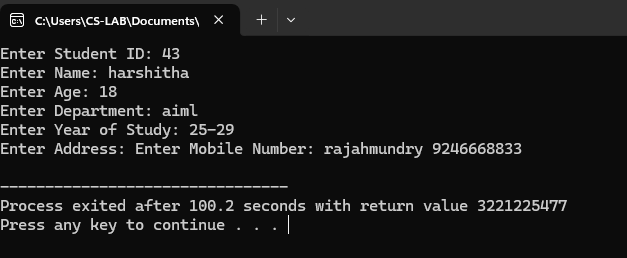 C:\Users\CS-LAB\Documents\
Enter Student ID: 43
Enter Name: harshitha
Enter Age: 18
Enter Department: aiml
Enter Year of Study: 25-29
Enter Address: Enter Mobile Number: rajahmundry 9246668833
--------------------------------
Process exited after 100.2 seconds with return value 3221225477
Press any key to continue . . .